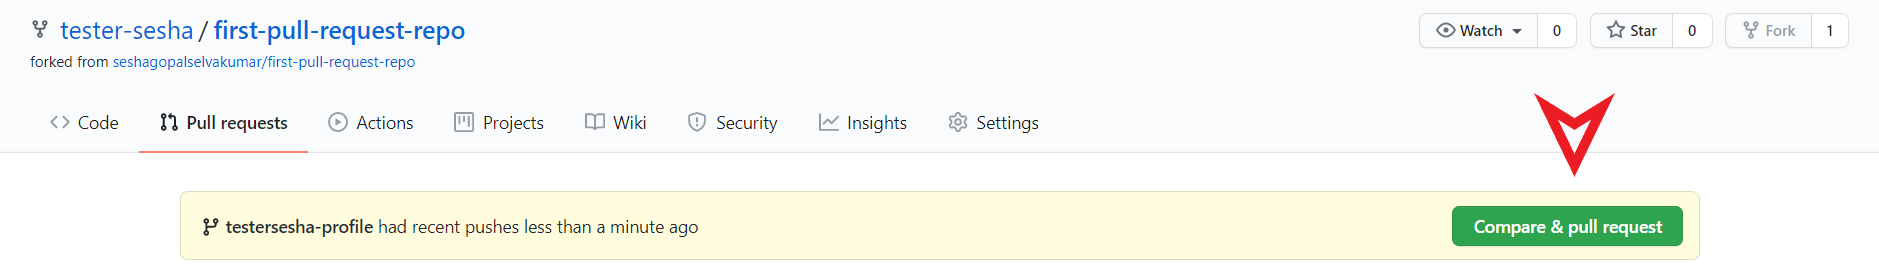 tester-sesha / first-pull-request-repo
Watch 0 Star 0 Fork 1
forked from seshagopalselvakumar/first-pull-request-repo
Code Pull requests Actions Projects Wiki Security Insights Settings
testersesha-profile had recent pushes less than a minute ago Compare & pull request